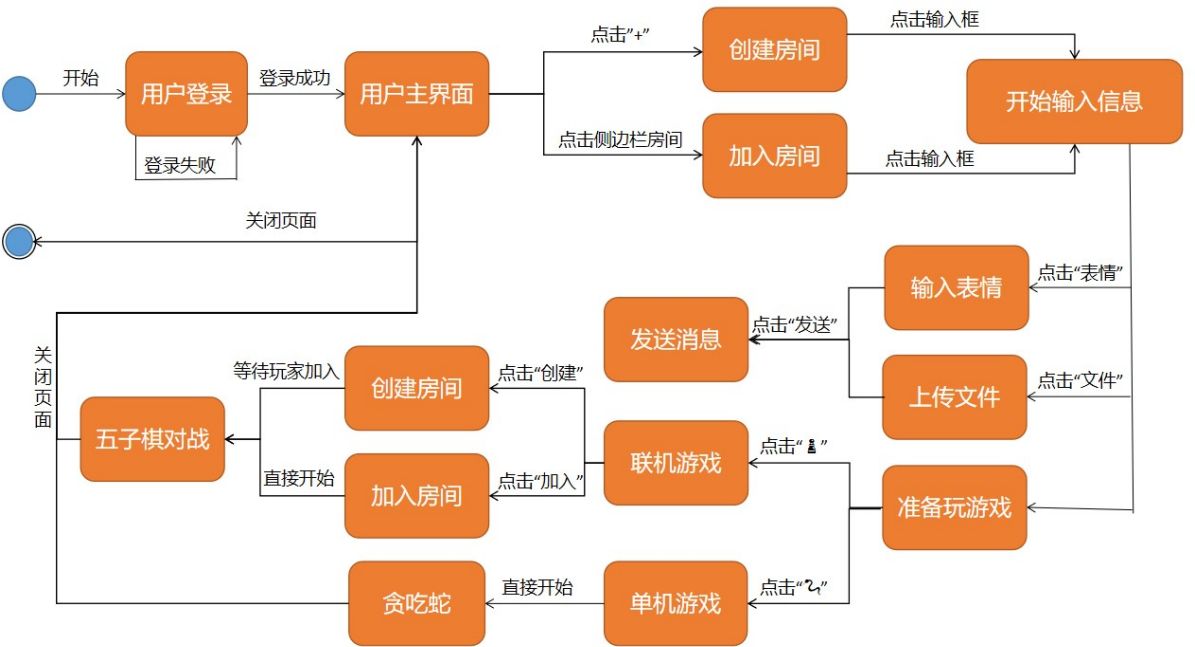 点击"+"
创建房间
点击输入框
开始
用户登录
登录成功
用户主界面
开始输入信息
点击侧边栏房间
加入房间
点击输入框
登录失败
关闭页面
输入表情
点击“表情”
发送消息
点击“发送”
上传文件
点击“文件”
关闭页面
等待玩家加入
创建房间
点击“创建”
五子棋对战
联机游戏
点击“♟”
直接开始
加入房间
点击“加入”
准备玩游戏
贪吃蛇
直接开始
单机游戏
点击“”